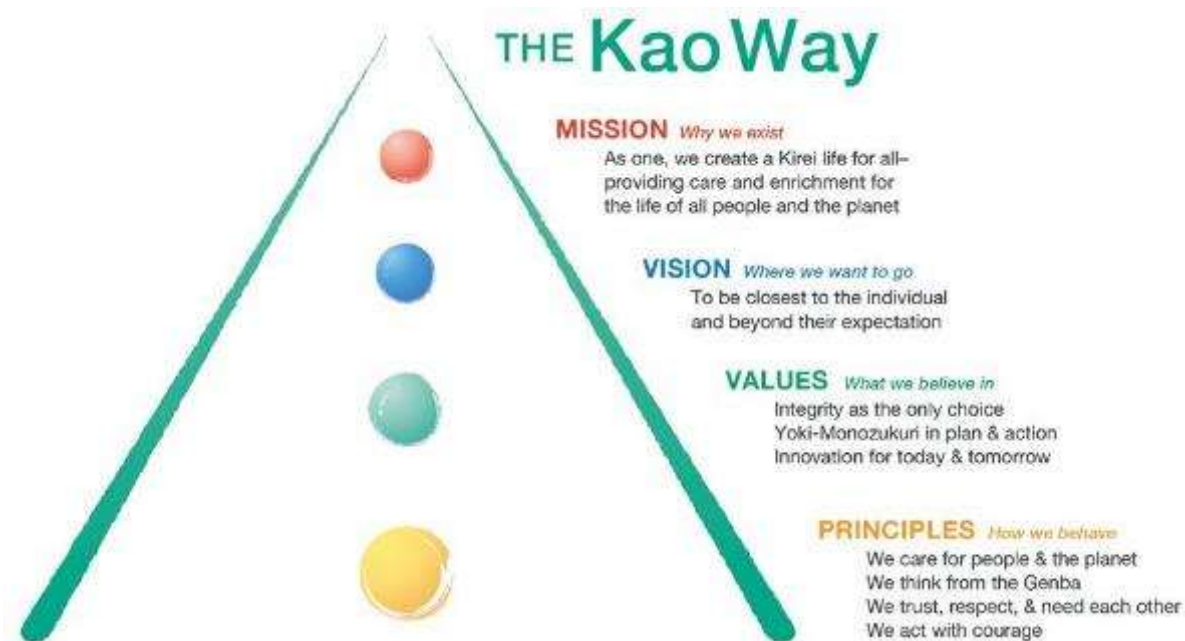 THE Kao Way
MISSION Why we exist
As one, we create a Kirei life for all–
providing care and enrichment for
the life of all people and the planet
VISION Where we want to go
To be closest to the individual
and beyond their expectation
VALUES What we believe in
Integrity as the only choice
Yoki-Monozukuri in plan & action
Innovation for today & tomorrow
PRINCIPLES How we behave
We care for people & the planet
We think from the Genba
We trust, respect, & need each other
We act with courage